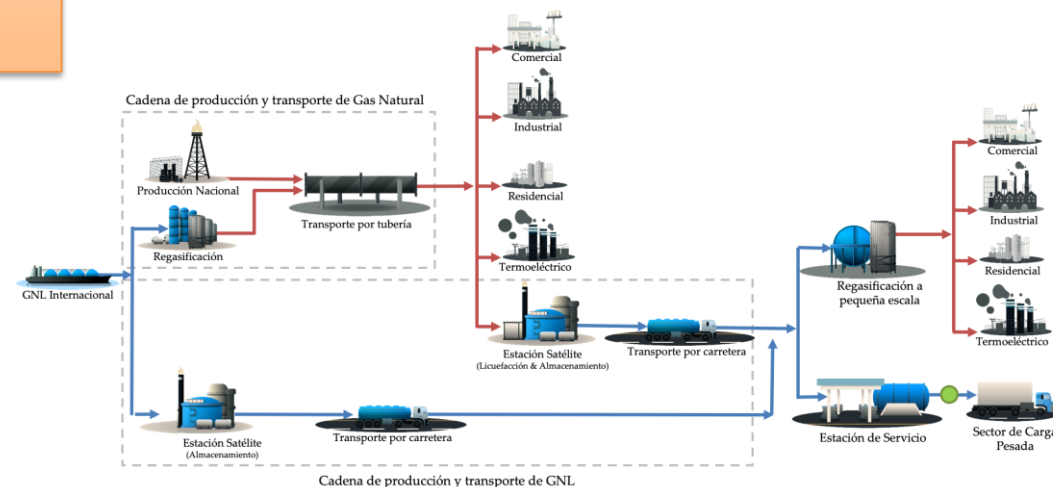 Comercial
Industrial
Residencial
Termoeléctrico
Cadena de producción y transporte de Gas Natural
Producción Nacional
Transporte por tubería
Regasificación
GNL Internacional
Estación Satélite
(Licuefacción & Almacenamiento)
Transporte por carretera
Estación Satélite
(Almacenamiento)
Transporte por carretera
Cadena de producción y transporte de GNL
Regasificación a
pequeña escala
Comercial
Industrial
Residencial
Termoeléctrico
Estación de Servicio
Sector de Carga
Pesada